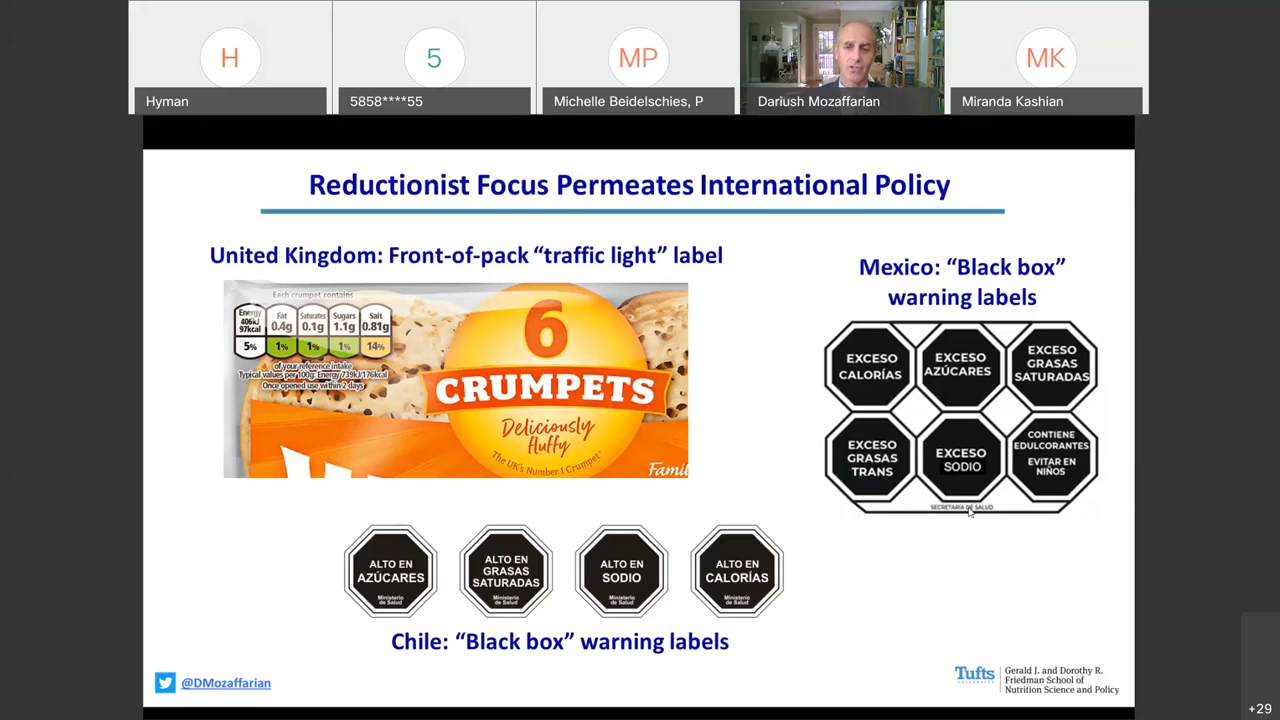 H
5
MP
MK
Hyman
5858****55
Michelle Beidelschies, P
Dariush Mozaffarian
Miranda Kashian
Reductionist Focus Permeates International Policy
United Kingdom: Front-of-pack “traffic light” label
Each crumpet contains
Energy
406kJ
97kcal
5%
Fat
0.4g
1%
Saturates
0.1g
1%
Sugars
1.1g
1%
Salt
0.81g
14%
of your reference intake
Typical values per 100g: Energy 739kJ/176kcal
Once opened use within 2 days
6
CRUMPETS
Deliciously
fluffy
The UK's Number 1 Crumpet*
Famil
Mexico: “Black box”
warning labels
EXCESO
CALORÍAS
EXCESO
AZÚCARES
EXCESO
GRASAS
SATURADAS
EXCESO
GRASAS
TRANS
EXCESO
SODIO
CONTIENE
EDULCORANTES
EVITAR EN
NIÑOS
SECRETARÍA DE SALUD
ALTO EN
AZÚCARES
Ministerio
de Salud
ALTO EN
GRASAS
SATURADAS
Ministerio
de Salud
ALTO EN
SODIO
Ministerio
de Salud
ALTO EN
CALORÍAS
Ministerio
de Salud
Chile: “Black box” warning labels
@DMozaffarian
Tufts
UNIVERSITY
Gerald J. and Dorothy R.
Friedman School of
Nutrition Science and Policy
+29